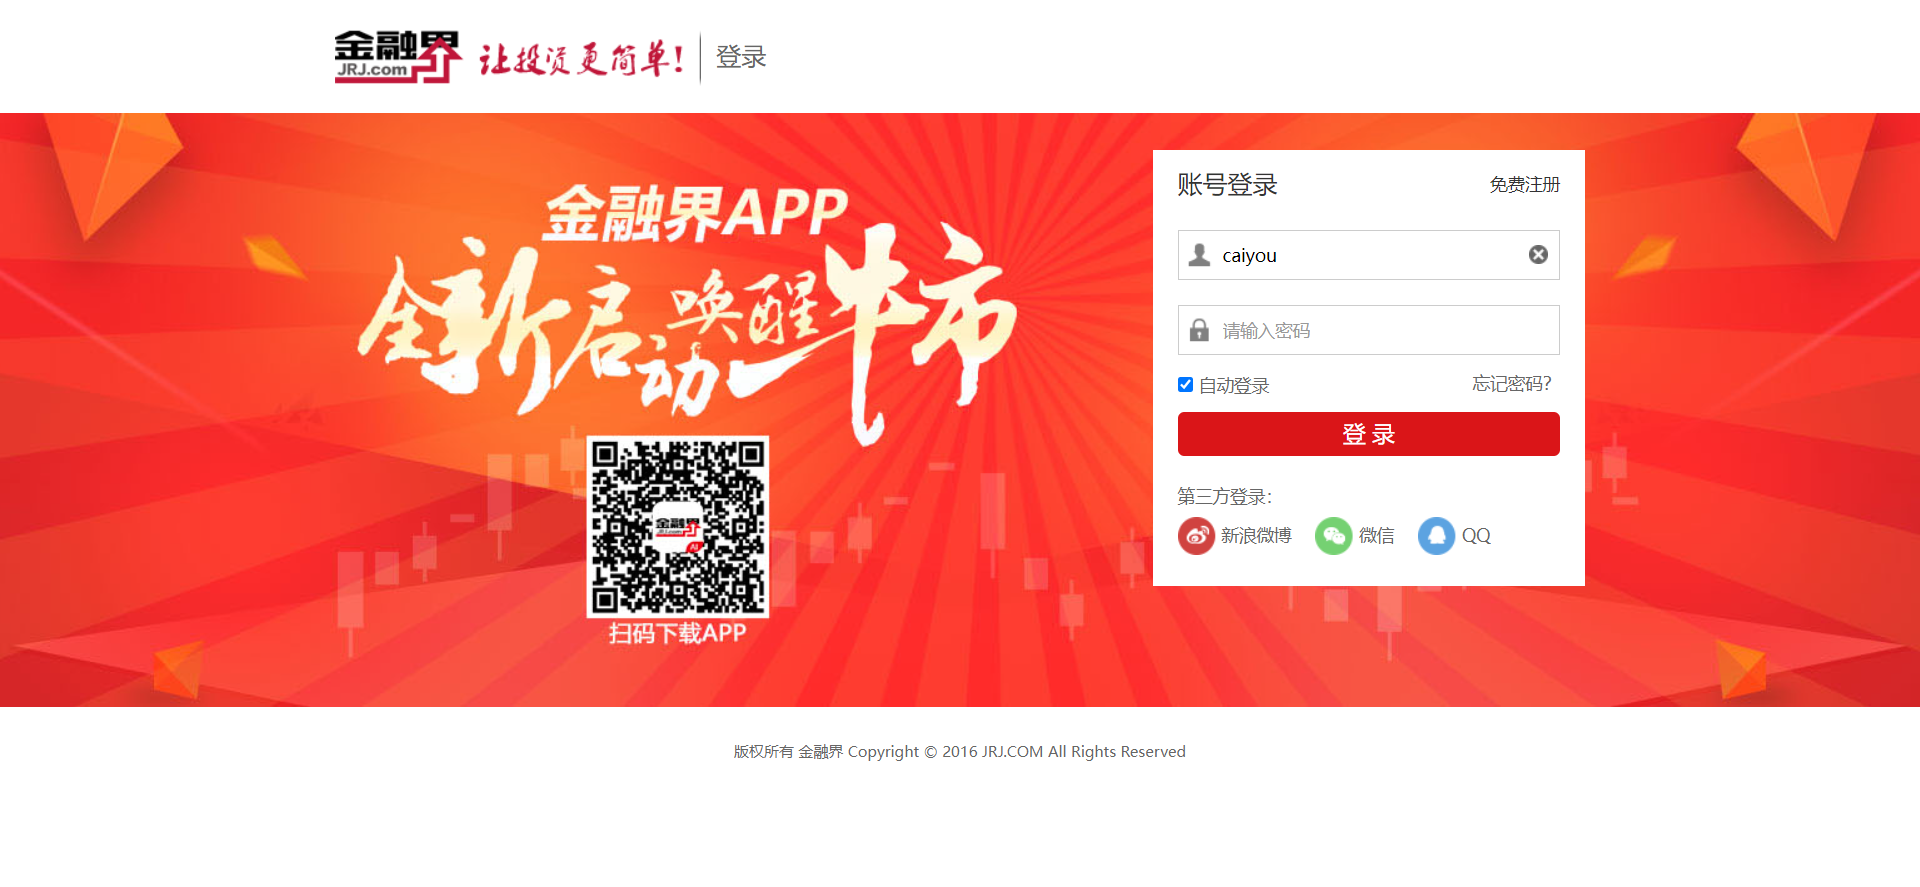 金融界
JRJ.com
让投资更简单!
登录
金融界APP
全新启动唤醒牛市
金融界
JRJ.com
AI
扫码下载APP
账号登录
免费注册
caiyou
请输入密码
自动登录
忘记密码?
登 录
第三方登录:
新浪微博
微信
QQ
版权所有 金融界 Copyright © 2016 JRJ.COM All Rights Reserved